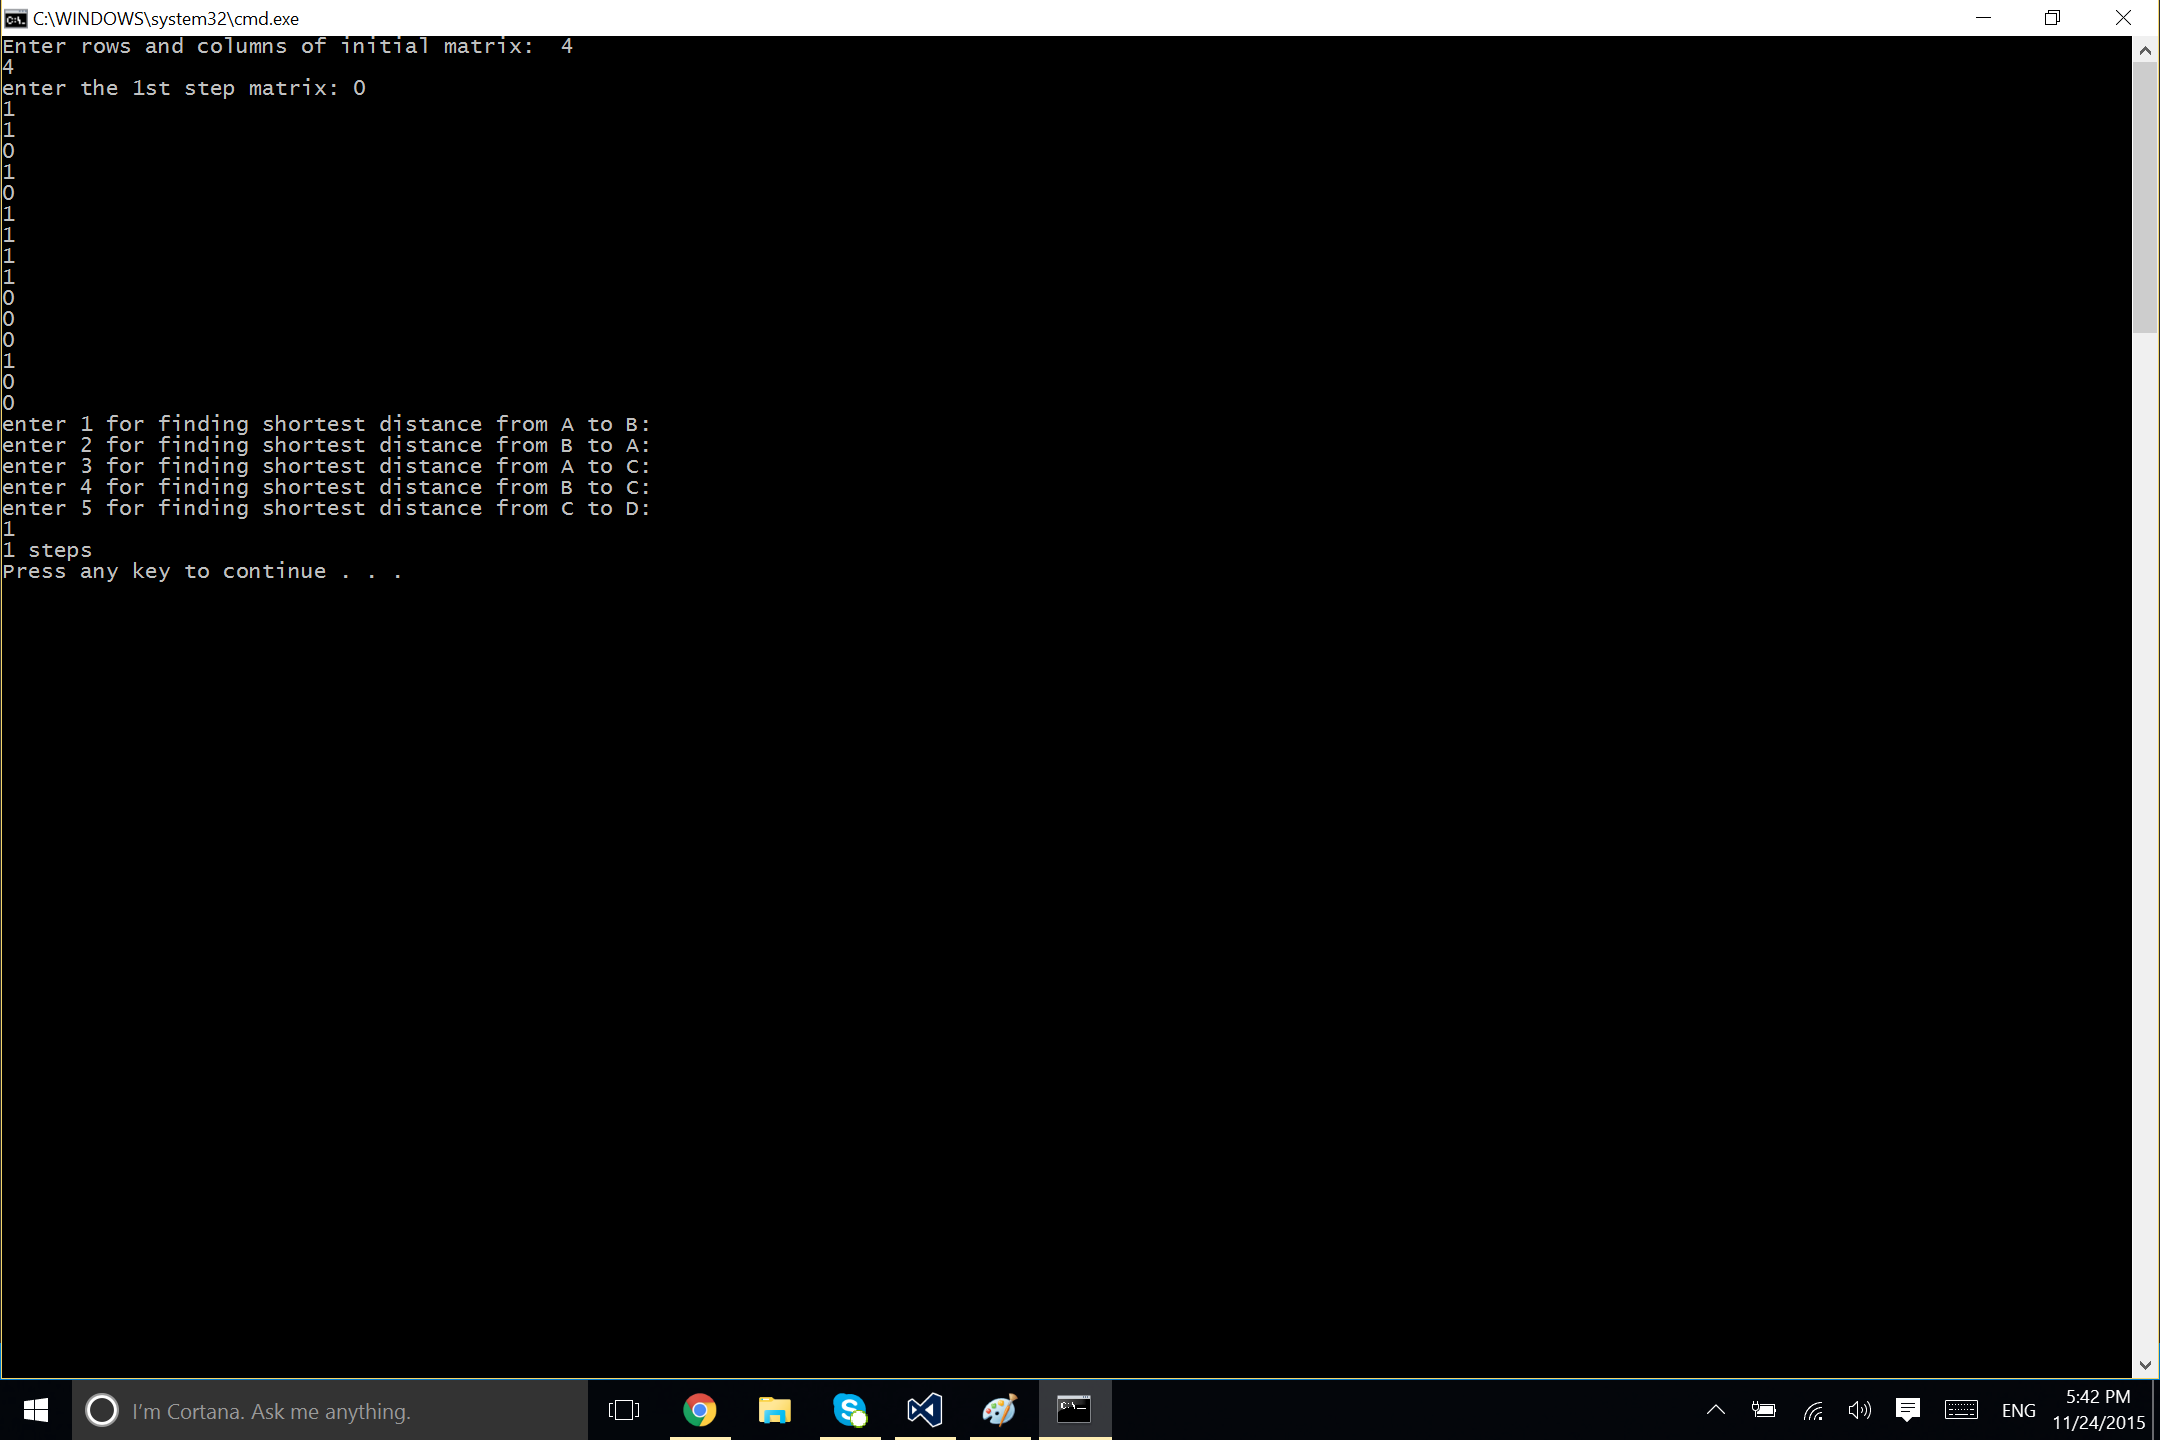 C:\WINDOWS\system32\cmd.exe
Enter rows and columns of initial matrix:  4
4
enter the 1st step matrix: 0
1
1
0
1
0
1
1
1
1
0
0
0
1
0
0
enter 1 for finding shortest distance from A to B:
enter 2 for finding shortest distance from B to A:
enter 3 for finding shortest distance from A to C:
enter 4 for finding shortest distance from B to C:
enter 5 for finding shortest distance from C to D:
1
1 steps
Press any key to continue . . .
I'm Cortana. Ask me anything.
ENG
5:42 PM
11/24/2015